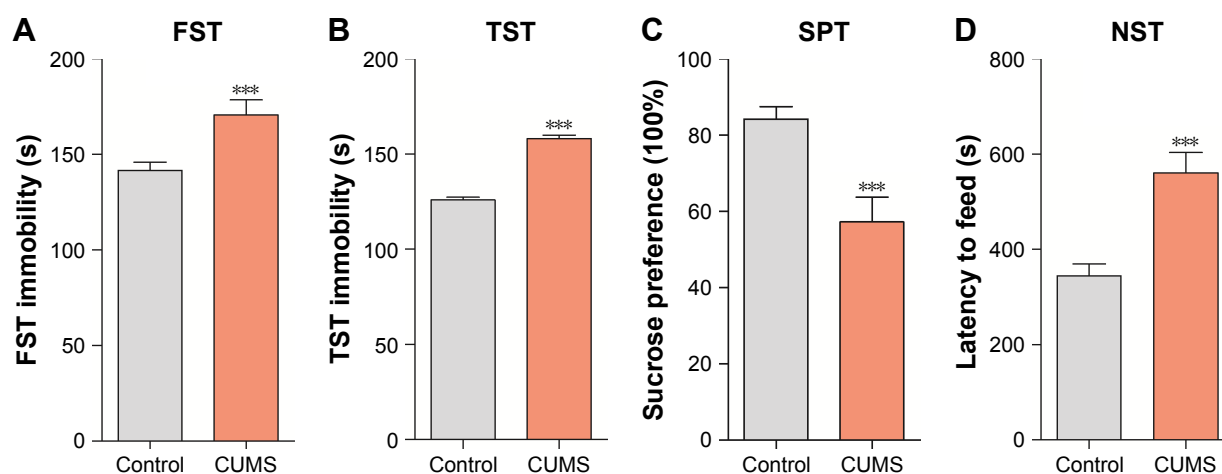 A FST
FST immobility (s)
200
150
100
50
0
***
Control CUMS
B TST
TST immobility (s)
200
150
100
50
0
***
Control CUMS
C SPT
Sucrose preference (100%)
100
80
60
40
60
80
20
0
***
Control CUMS
D NST
Latency to feed (s)
800
600
400
200
0
***
Control CUMS